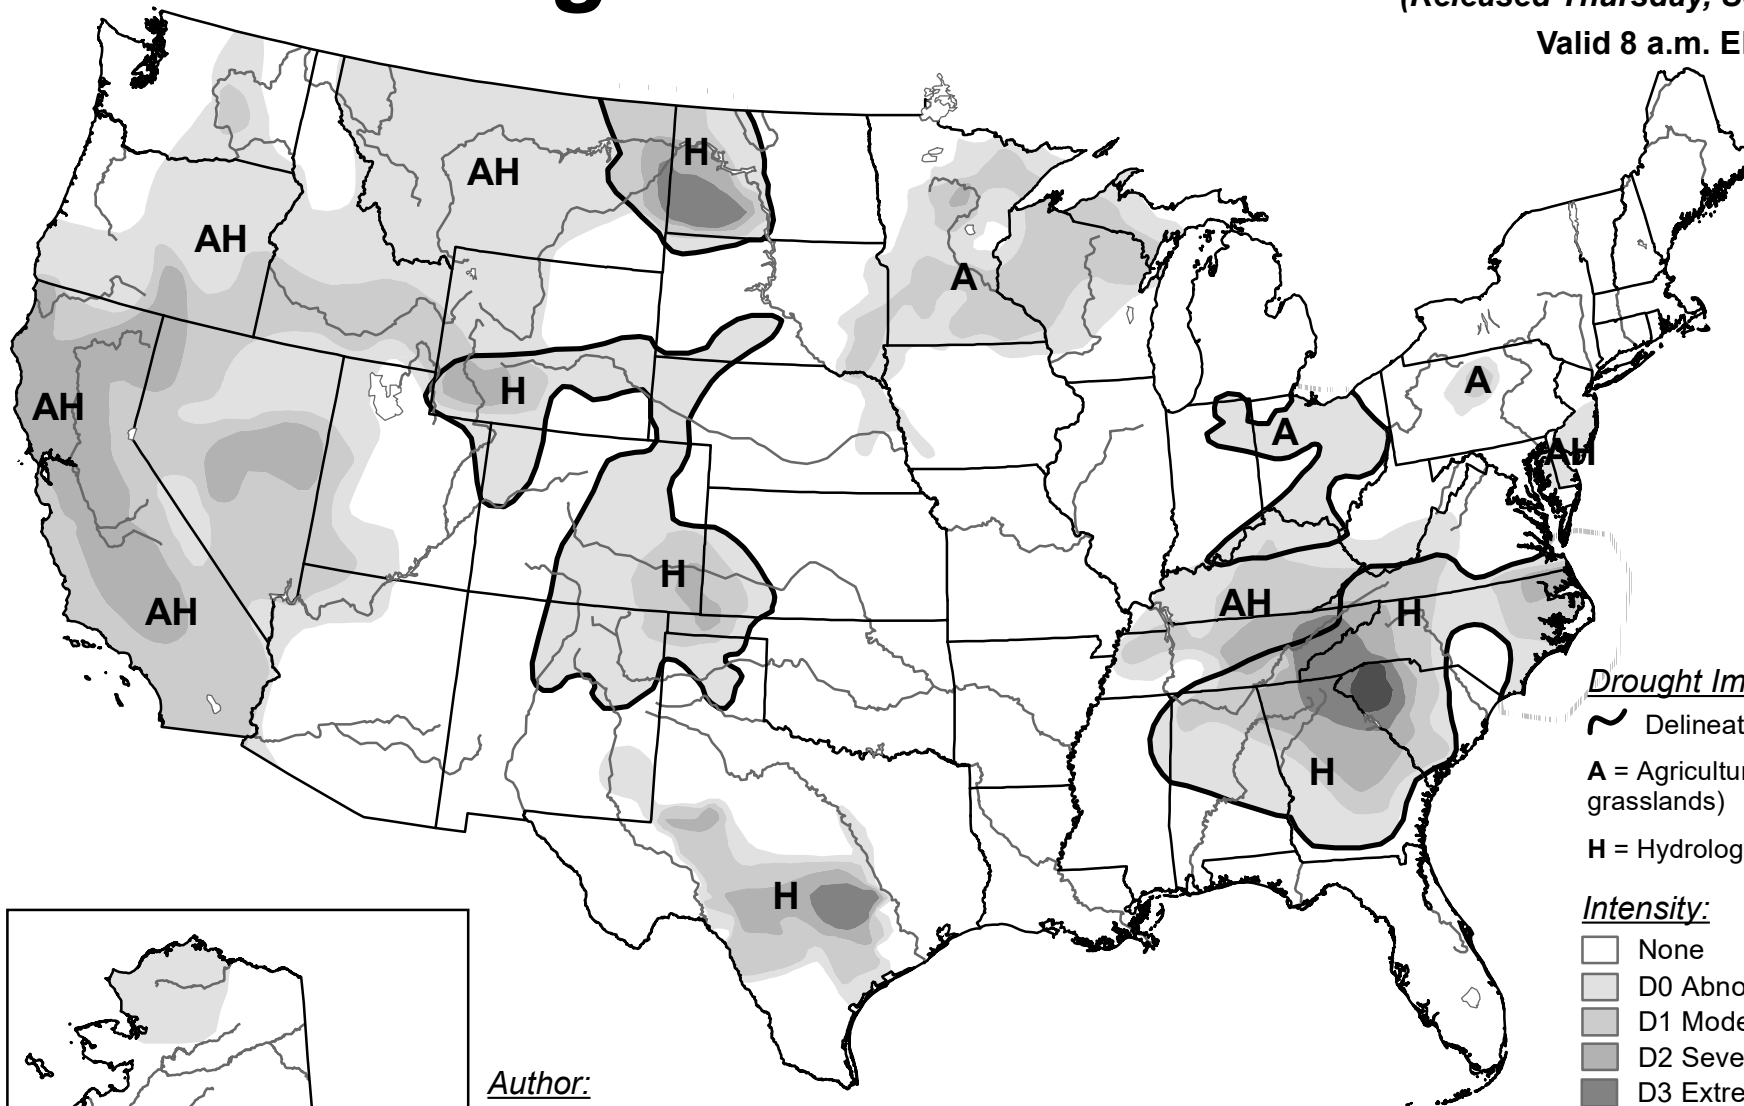 (Released Thursday, S
Valid 8 a.m. E
H
AH
AH
A
H
AH
A
A
AH
H
AH
AH
H
H
H
Drought Im
Delineat
A = Agricultur
grasslands)
H = Hydrolog
Intensity:
None
D0 Abno
D1 Mode
D2 Seve
D3 Extre
Author: